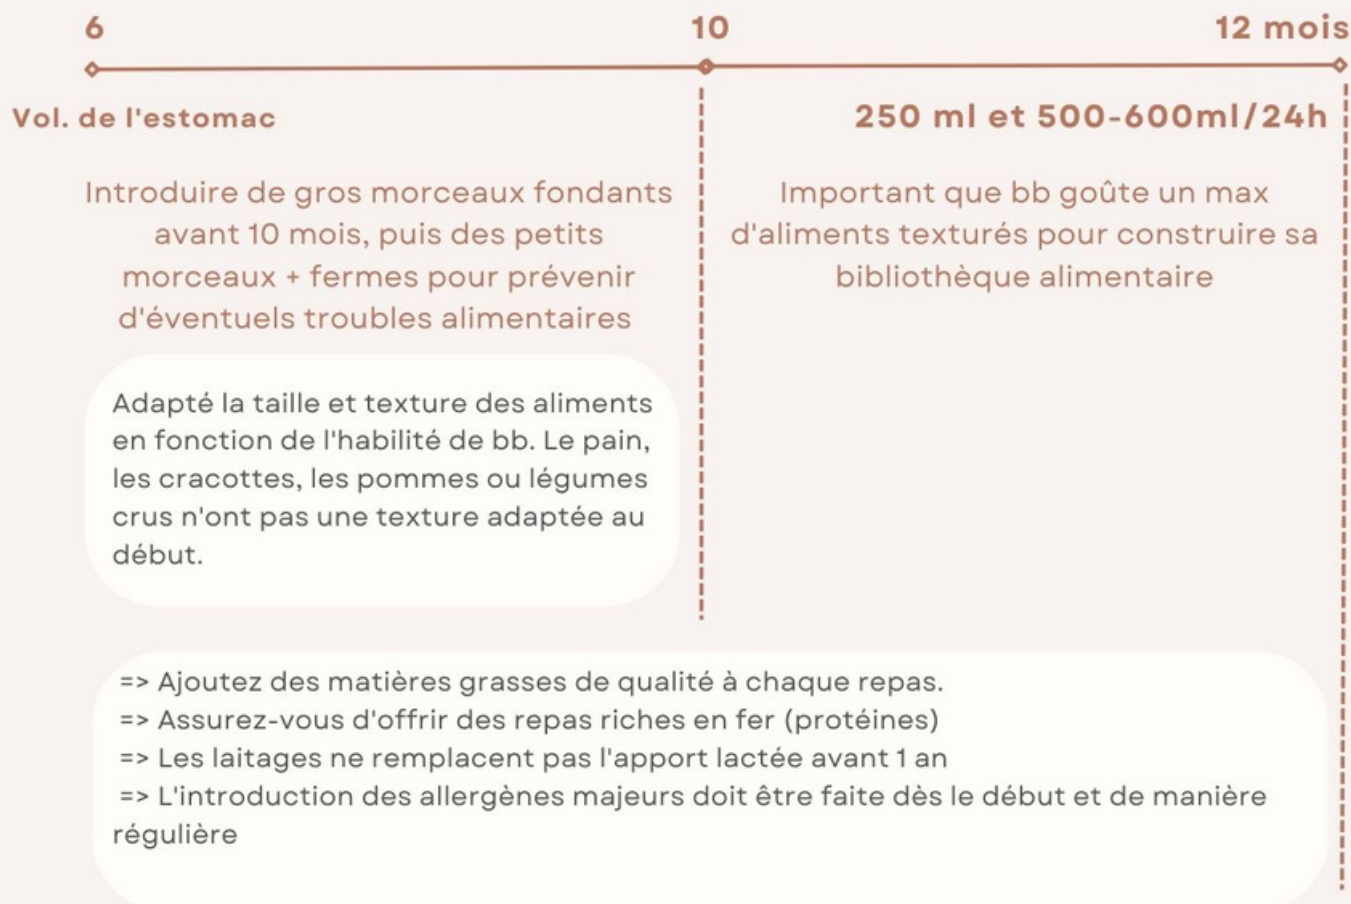 6 10 12 mois
Vol. de l'estomac 250 ml et 500-600ml/24h
Introduire de gros morceaux fondants
avant 10 mois, puis des petits
morceaux + fermes pour prévenir
d'éventuels troubles alimentaires
Important que bb goûte un max
d'aliments texturés pour construire sa
bibliothèque alimentaire
Adapté la taille et texture des aliments
en fonction de l'habilité de bb. Le pain,
les cracottes, les pommes ou légumes
crus n'ont pas une texture adaptée au
début.
=> Ajoutez des matières grasses de qualité à chaque repas.
=> Assurez-vous d'offrir des repas riches en fer (protéines)
=> Les laitages ne remplacent pas l'apport lactée avant 1 an
=> L'introduction des allergènes majeurs doit être faite dès le début et de manière
régulière